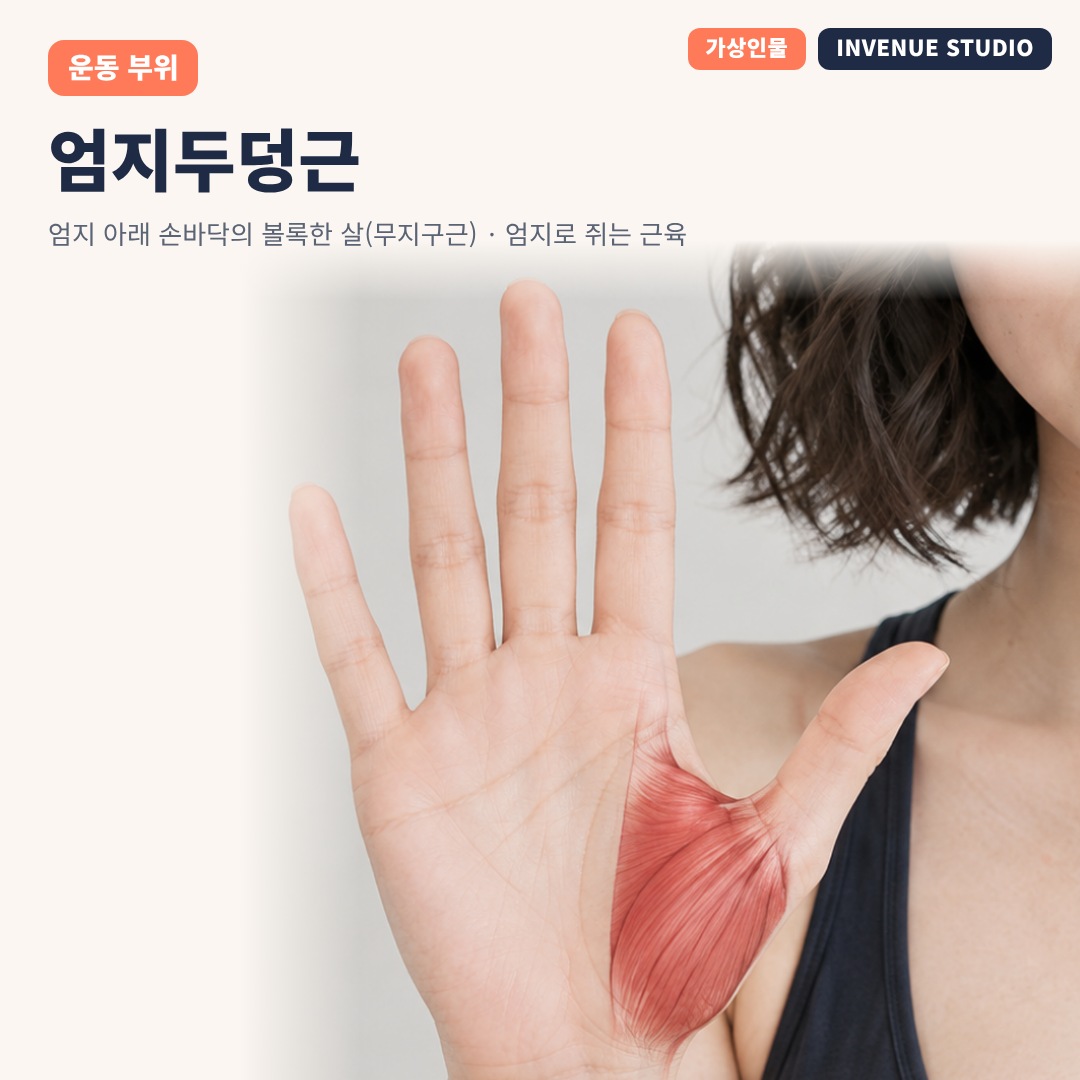 운동 부위
가상인물
INVENUE STUDIO
엄지두덩근
엄지 아래 손바닥의 볼록한 살(무지구근) · 엄지로 쥐는 근육